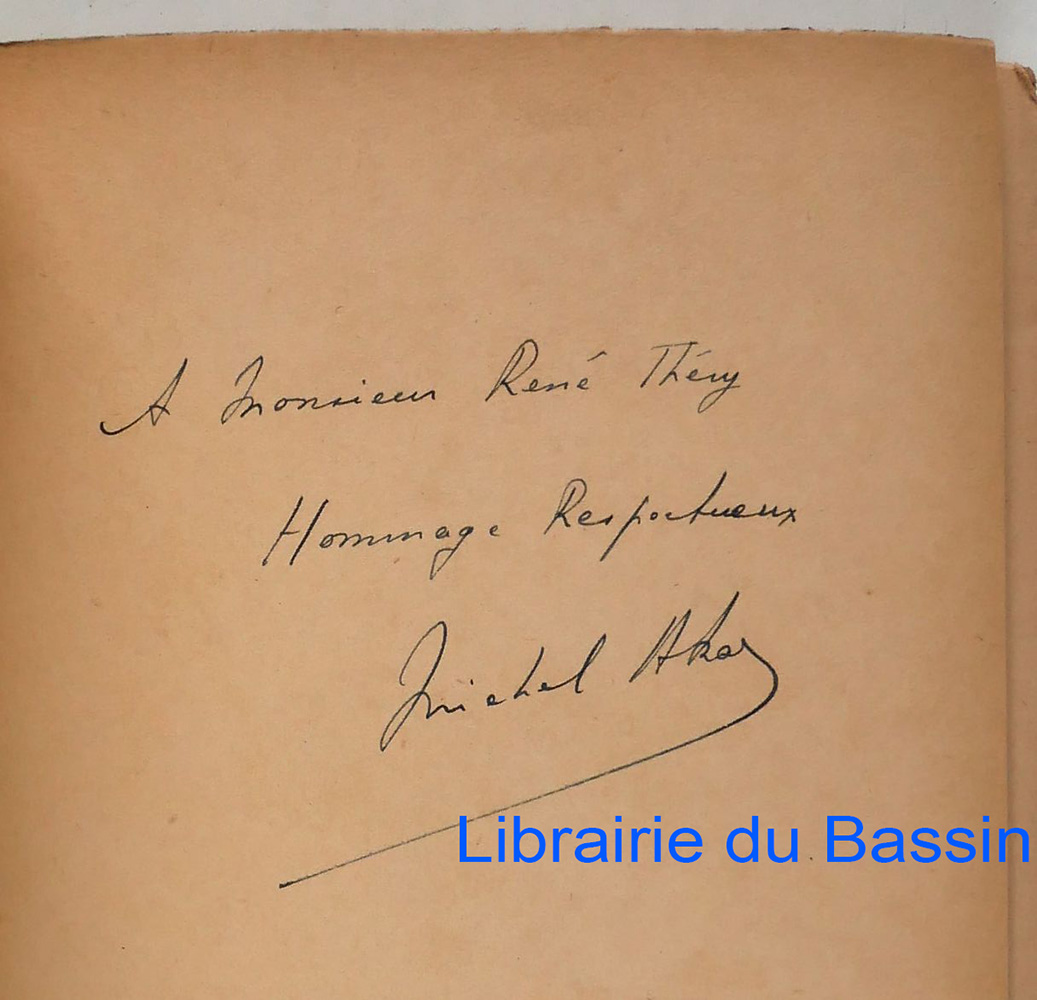 A Monsieur René Théry
Hommage Respectueux
Michel Akar
Librairie du Bassin